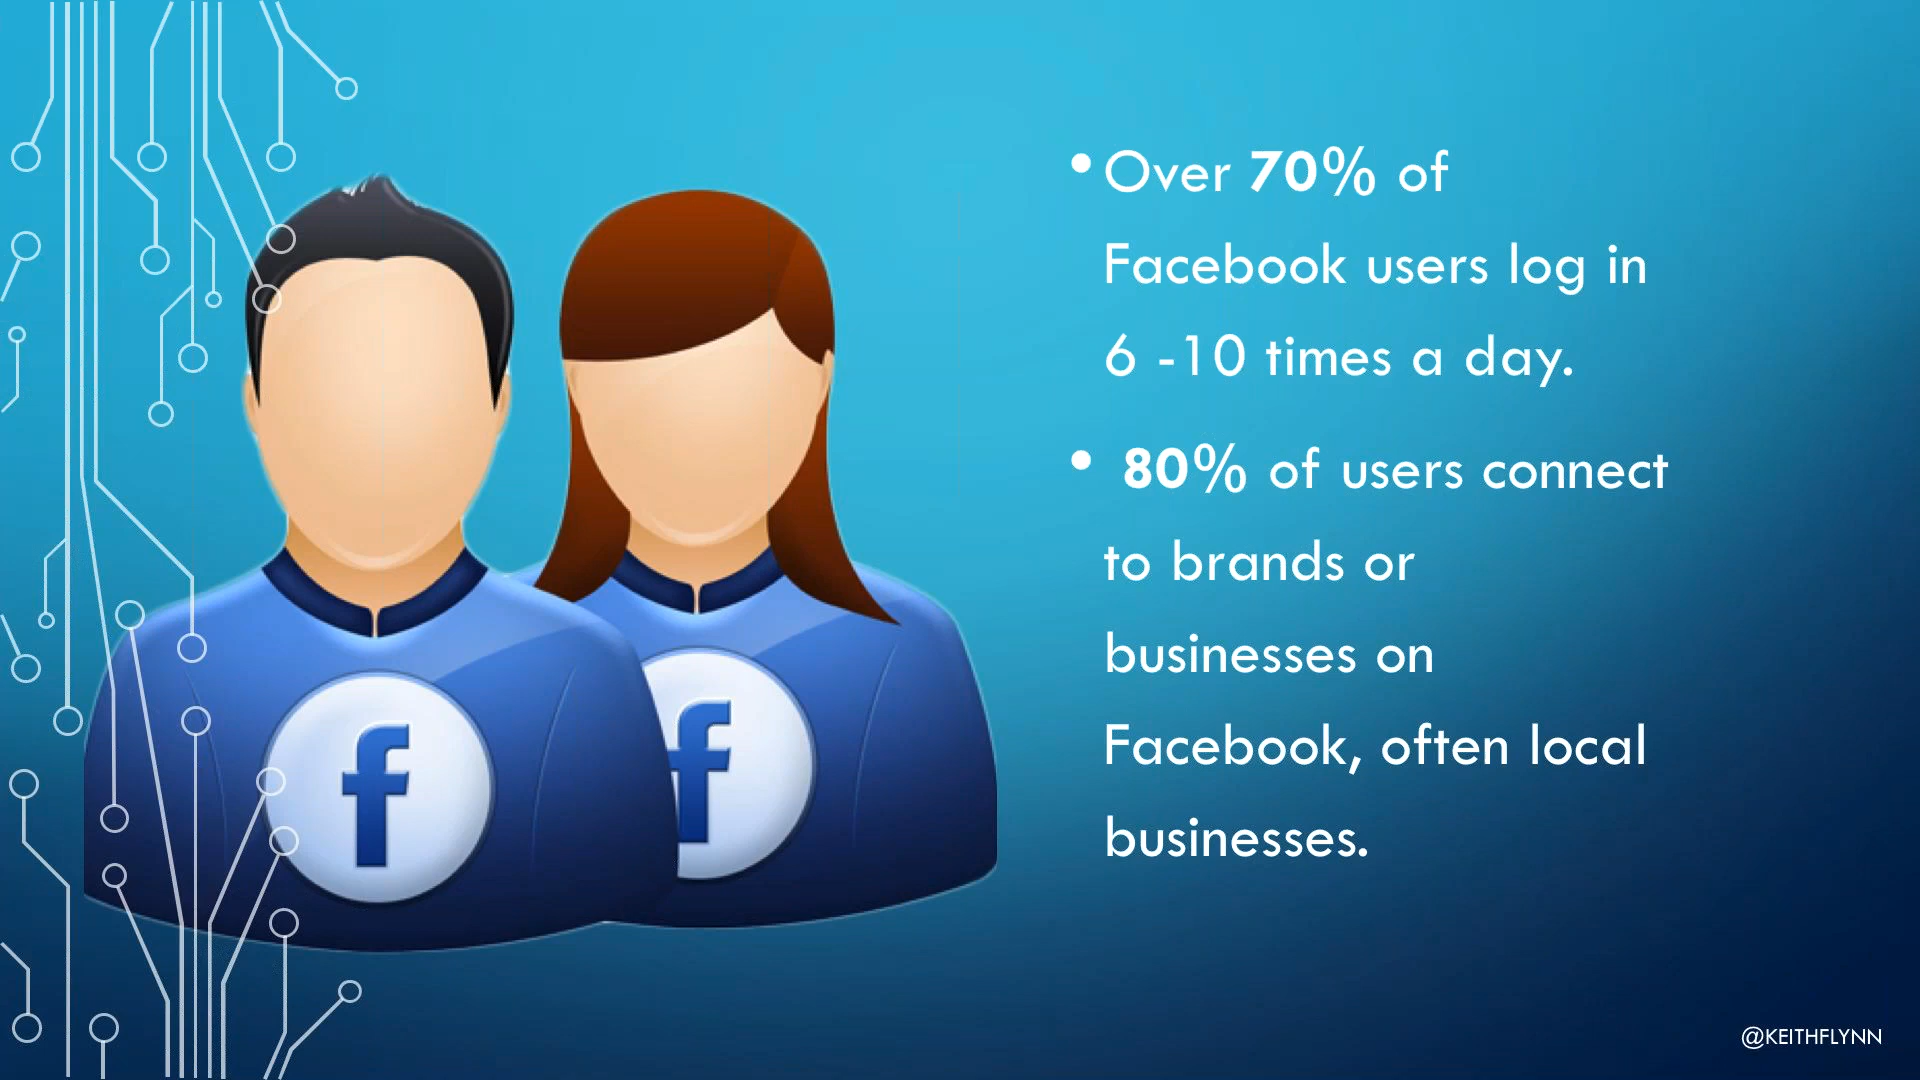 • Over 70% of
Facebook users log in
6 -10 times a day.
• 80% of users connect
to brands or
businesses on
Facebook, often local
businesses.
f
f
@KEITHFLYNN